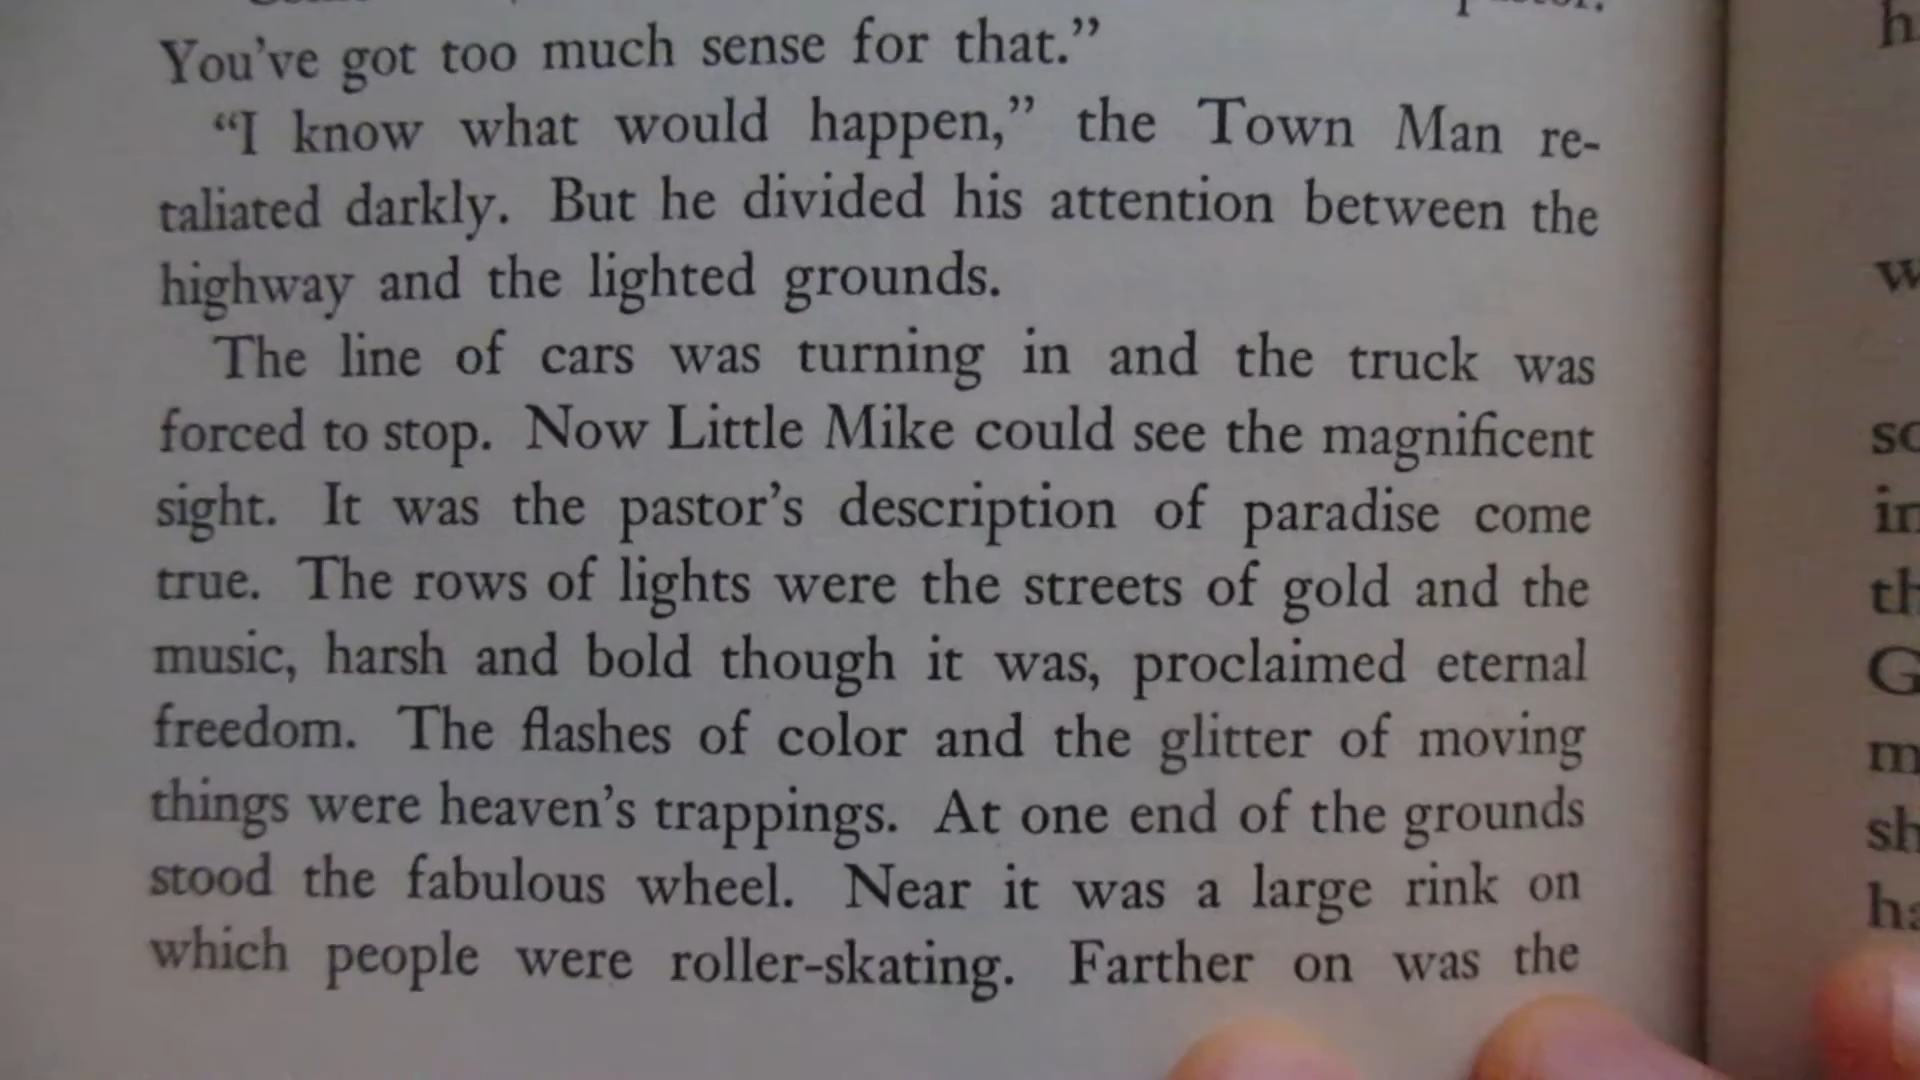 You've got too much sense for that.”
“I know what would happen,” the Town Man re-
taliated darkly. But he divided his attention between the
highway and the lighted grounds.
The line of cars was turning in and the truck was
forced to stop. Now Little Mike could see the magnificent
sight. It was the pastor's description of paradise come
true. The rows of lights were the streets of gold and the
music, harsh and bold though it was, proclaimed eternal
freedom. The flashes of color and the glitter of moving
things were heaven's trappings. At one end of the grounds
stood the fabulous wheel. Near it was a large rink on
which people were roller-skating. Farther on was the